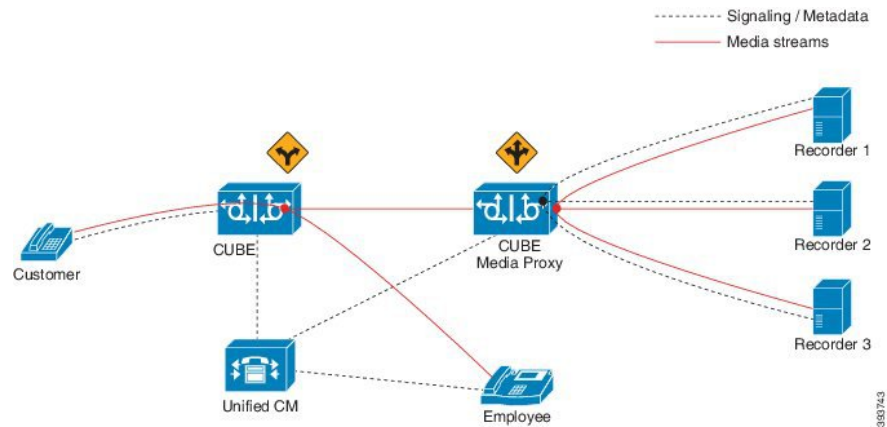 Signaling / Metadata
Media streams
Recorder 1
Customer
CUBE
CUBE
Media Proxy
Recorder 2
Recorder 3
Unified CM
Employee
393743